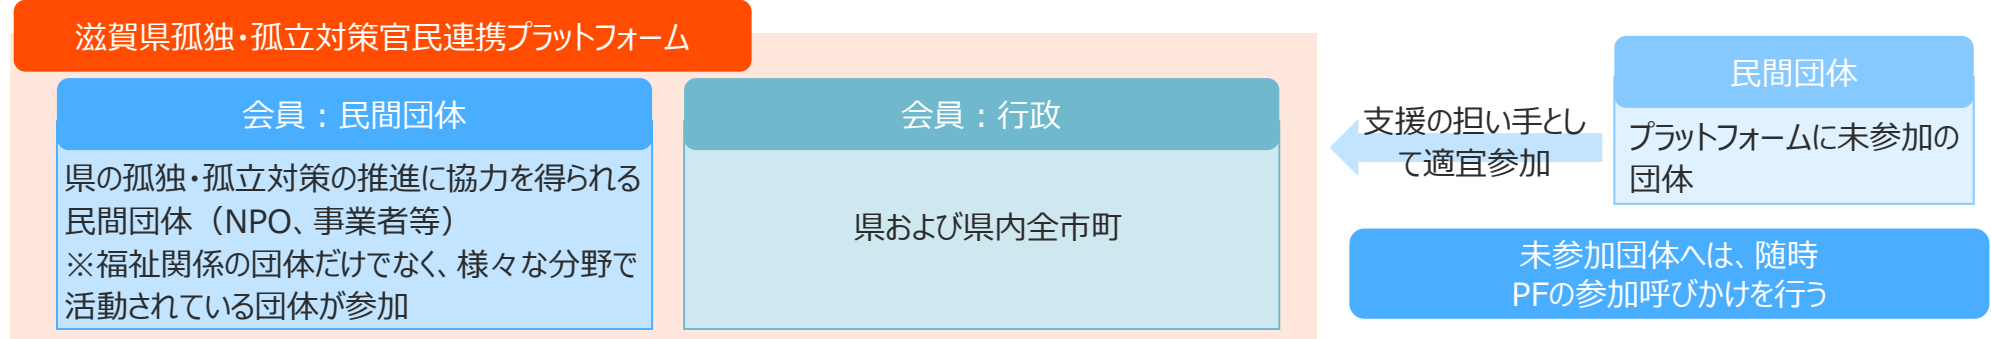 滋賀県孤独・孤立対策官民連携プラットフォーム
会員：民間団体
県の孤独・孤立対策の推進に協力を得られる
民間団体（NPO、事業者等）
※福祉関係の団体だけでなく、様々な分野で
活動されている団体が参加
会員：行政
県および県内全市町
支援の担い手とし
て適宜参加
民間団体
プラットフォームに未参加の
団体
未参加団体へは、随時
PFの参加呼びかけを行う